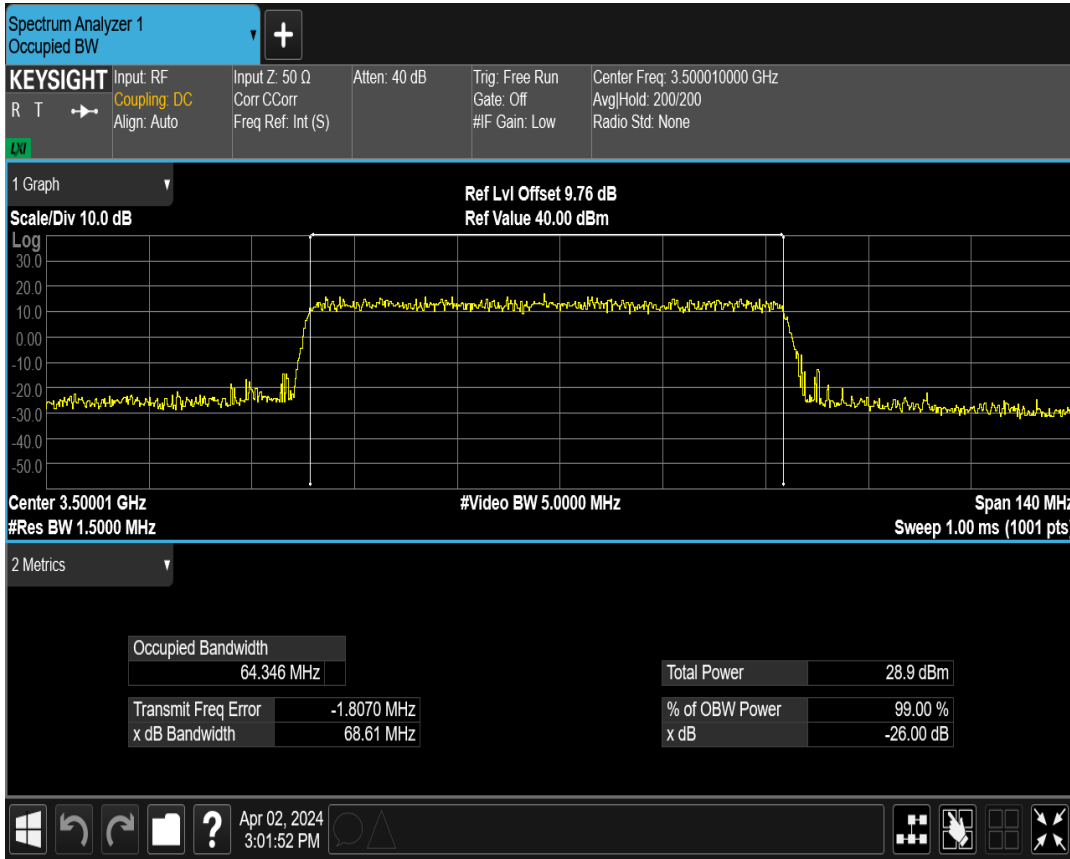 Spectrum Analyzer 1
Occupied BW
KEYSIGHT
R T
LXI
Input: RF
Coupling: DC
Align: Auto
Input Z: 50 Ω
Corr CCorr
Freq Ref: Int (S)
Atten: 40 dB
Trig: Free Run
Gate: Off
#IF Gain: Low
Center Freq: 3.500010000 GHz
Avg|Hold: 200/200
Radio Std: None
1 Graph
Scale/Div 10.0 dB
Ref Lvl Offset 9.76 dB
Ref Value 40.00 dBm
Log
30.0
20.0
10.0
0.00
-10.0
-20.0
-30.0
-40.0
-50.0
Center 3.50001 GHz
#Video BW 5.0000 MHz
Span 140 MHz
#Res BW 1.5000 MHz
Sweep 1.00 ms (1001 pts)
2 Metrics
Occupied Bandwidth
64.346 MHz
Transmit Freq Error -1.8070 MHz
x dB Bandwidth 68.61 MHz
Total Power 28.9 dBm
% of OBW Power 99.00 %
x dB -26.00 dB
?
Apr 02, 2024
3:01:52 PM